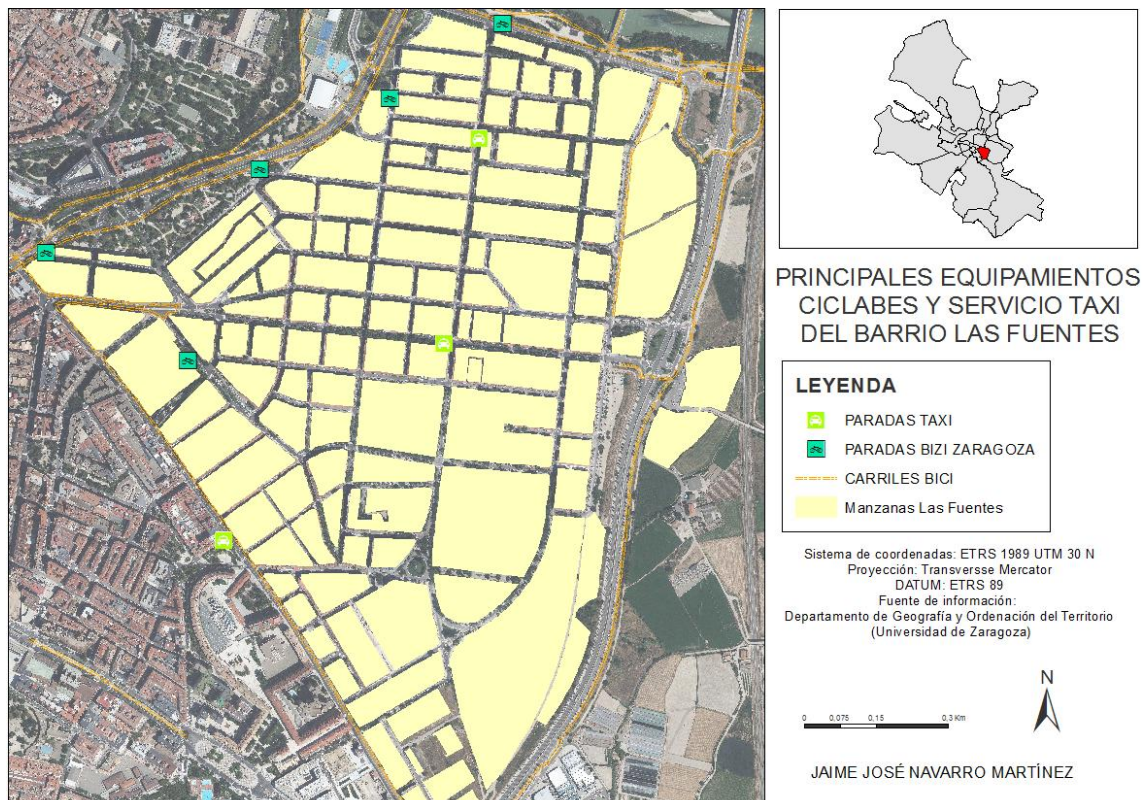 PRINCIPALES EQUIPAMIENTOS
CICLABES Y SERVICIO TAXI
DEL BARRIO LAS FUENTES
LEYENDA
PARADAS TAXI
PARADAS BIZI ZARAGOZA
CARRILES BICI
Manzanas Las Fuentes
Sistema de coordenadas: ETRS 1989 UTM 30 N
Proyección: Transversse Mercator
DATUM: ETRS 89
Fuente de información:
Departamento de Geografía y Ordenación del Territorio
(Universidad de Zaragoza)
N
0 0,075 0,15 0,3 Km
JAIME JOSÉ NAVARRO MARTÍNEZ